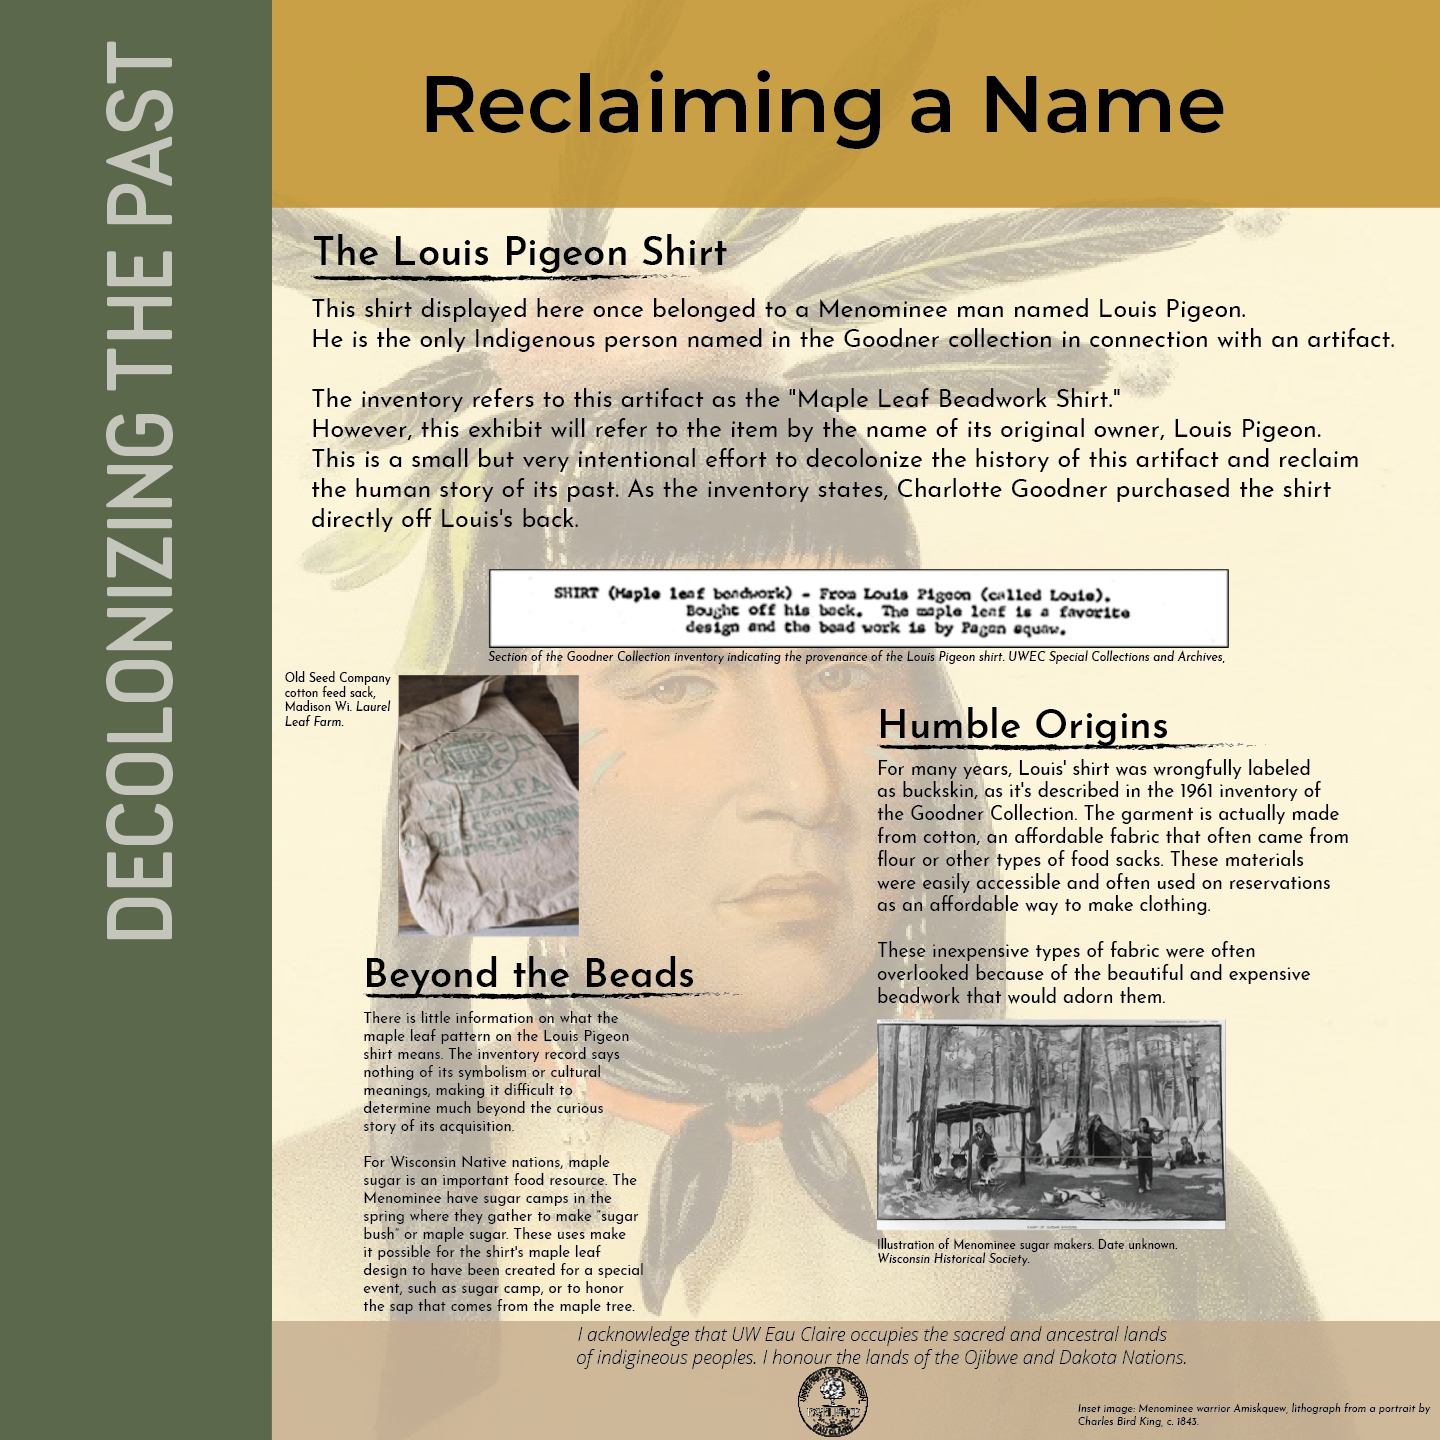 DECOLONIZING THE PAST
Reclaiming a Name
The Louis Pigeon Shirt
This shirt displayed here once belonged to a Menominee man named Louis Pigeon.
He is the only Indigenous person named in the Goodner collection in connection with an artifact.
The inventory refers to this artifact as the "Maple Leaf Beadwork Shirt."
However, this exhibit will refer to the item by the name of its original owner, Louis Pigeon.
This is a small but very intentional effort to decolonize the history of this artifact and reclaim
the human story of its past. As the inventory states, Charlotte Goodner purchased the shirt
directly off Louis's back.
SHIRT (Maple leaf beadwork) - From Louis Pigeon (called Louie).
Bought off his back. The maple leaf is a favorite
design and the bead work is by Pagan squaw.
Section of the Goodner Collection inventory indicating the provenance of the Louis Pigeon shirt. UWEC Special Collections and Archives,
Old Seed Company
cotton feed sack,
Madison Wi. Laurel
Leaf Farm.
ALFALFA
SEED COMPANY
MADISON, WIS.
Humble Origins
For many years, Louis' shirt was wrongfully labeled
as buckskin, as it's described in the 1961 inventory of
the Goodner Collection. The garment is actually made
from cotton, an affordable fabric that often came from
flour or other types of food sacks. These materials
were easily accessible and often used on reservations
as an affordable way to make clothing.
These inexpensive types of fabric were often
overlooked because of the beautiful and expensive
beadwork that would adorn them.
Beyond the Beads
There is little information on what the
maple leaf pattern on the Louis Pigeon
shirt means. The inventory record says
nothing of its symbolism or cultural
meanings, making it difficult to
determine much beyond the curious
story of its acquisition.
For Wisconsin Native nations, maple
sugar is an important food resource. The
Menominee have sugar camps in the
spring where they gather to make "sugar
bush" or maple sugar. These uses make
it possible for the shirt's maple leaf
design to have been created for a special
event, such as sugar camp, or to honor
the sap that comes from the maple tree.
Illustration of Menominee sugar makers. Date unknown.
Wisconsin Historical Society.
I acknowledge that UW Eau Claire occupies the sacred and ancestral lands
of indigineous peoples. I honour the lands of the Ojibwe and Dakota Nations.
UNIVERSITY OF WISCONSIN
EAU CLAIRE
Inset image: Menominee warrior Amiskquew, lithograph from a portrait by
Charles Bird King, c. 1843.